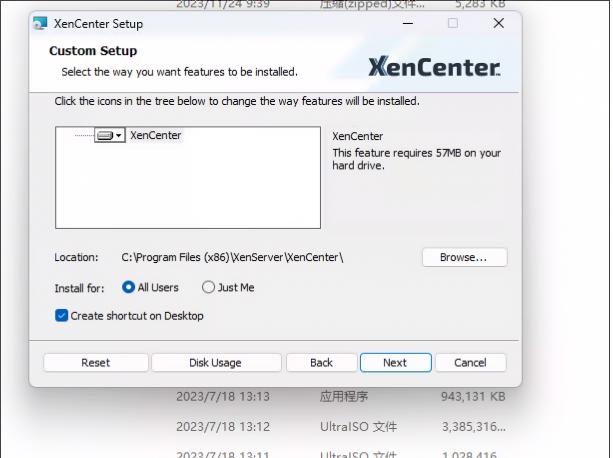 2023/11/24 9:39 压缩(zipped)文件... 5,283 KB
XenCenter Setup
Custom Setup
Select the way you want features to be installed.
XenCenter
Click the icons in the tree below to change the way features will be installed.
XenCenter
XenCenter
This feature requires 57MB on your
hard drive.
Location: C:\Program Files (x86)\XenServer\XenCenter\ Browse...
Install for: All Users Just Me
Create shortcut on Desktop
Reset Disk Usage Back Next Cancel
2023/7/18 13:13 应用程序 943,131 KB
2023/7/18 13:12 UltraISO 文件 3,385,316...
2023/7/18 13:11 UltraISO 文件 1,028,416...